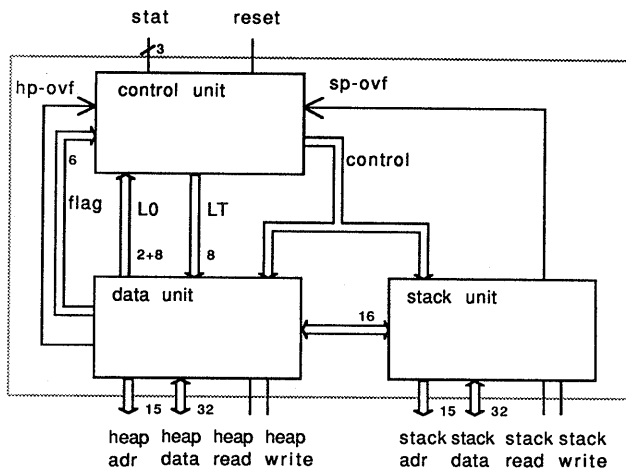 stat reset
3
hp-ovf control unit sp-ovf
6 control
flag L0 LT
2+8 8
data unit stack unit
16
15 32 15 32
heap heap heap heap stack stack stack stack
adr data read write adr data read write